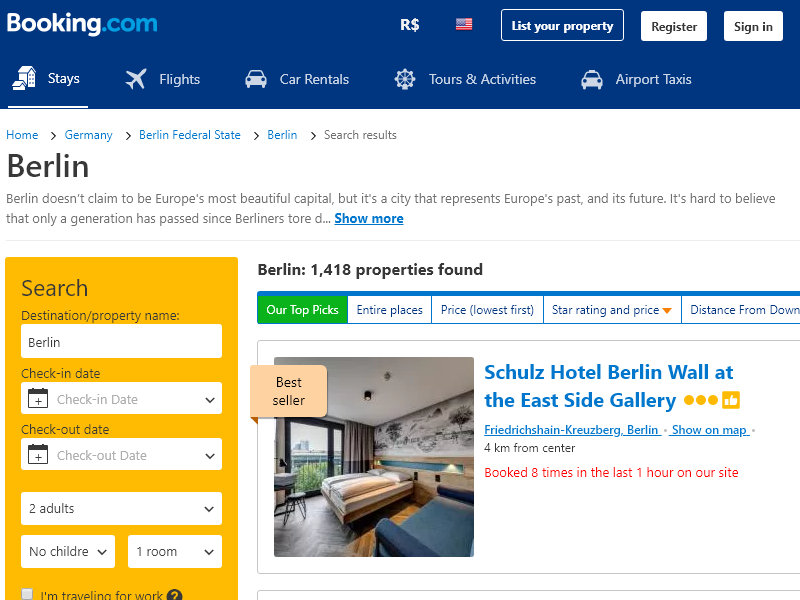 Booking.com
R$
List your property
Register
Sign in
Stays
Flights
Car Rentals
Tours & Activities
Airport Taxis
Home > Germany > Berlin Federal State > Berlin > Search results
Berlin
Berlin doesn't claim to be Europe's most beautiful capital, but it's a city that represents Europe's past, and its future. It's hard to believe
that only a generation has passed since Berliners tore d... Show more
Search
Destination/property name:
Berlin
Check-in date
Check-in Date
Check-out date
Check-out Date
2 adults
No childre
1 room
I'm traveling for work ?
Berlin: 1,418 properties found
Our Top Picks
Entire places
Price (lowest first)
Star rating and price
Distance From Down
Best
seller
Schulz Hotel Berlin Wall at
the East Side Gallery
Friedrichshain-Kreuzberg, Berlin • Show on map •
4 km from center
Booked 8 times in the last 1 hour on our site